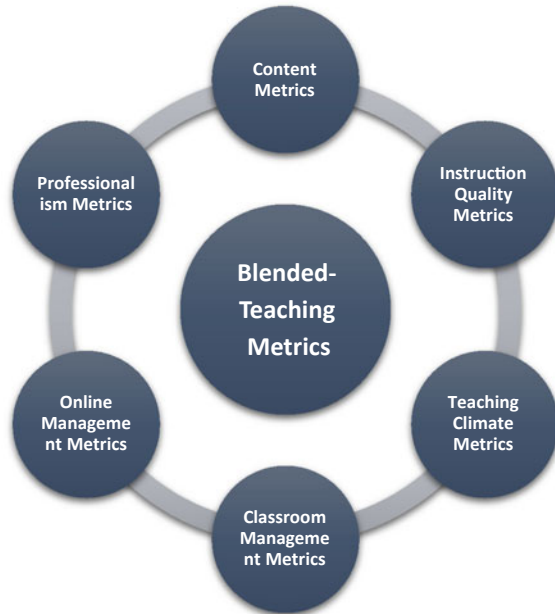 Content
Metrics
Instruction
Quality
Metrics
Teaching
Climate
Metrics
Classroom
Manageme
nt Metrics
Online
Manageme
nt Metrics
Professional
ism Metrics
Blended-
Teaching
Metrics